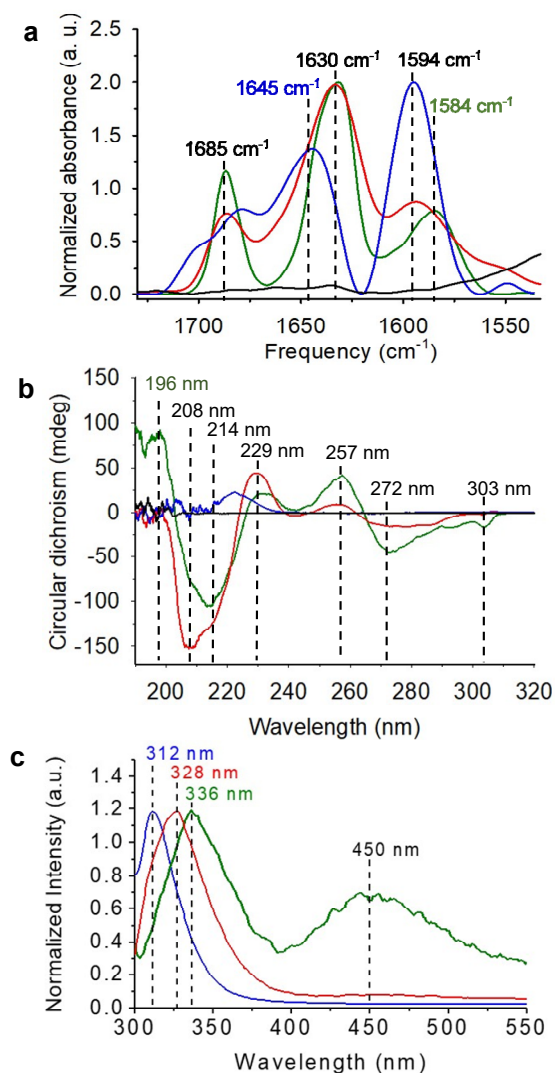 a
1630 cm⁻¹
1594 cm⁻¹
1645 cm⁻¹
1584 cm⁻¹
1685 cm⁻¹
Normalized absorbance (a. u.)
2.0
1.5
1.0
0.5
0.0
1700
1650
1600
1550
Frequency (cm⁻¹)
b
196 nm
208 nm
214 nm
229 nm
257 nm
272 nm
303 nm
Circular dichroism (mdeg)
150
100
50
0
-50
-100
-150
200
220
240
260
280
300
320
Wavelength (nm)
c
312 nm
328 nm
336 nm
450 nm
Normalized Intensity (a.u.)
1.4
1.2
1.0
0.8
0.6
0.4
0.2
0.0
300
350
400
450
500
550
Wavelength (nm)